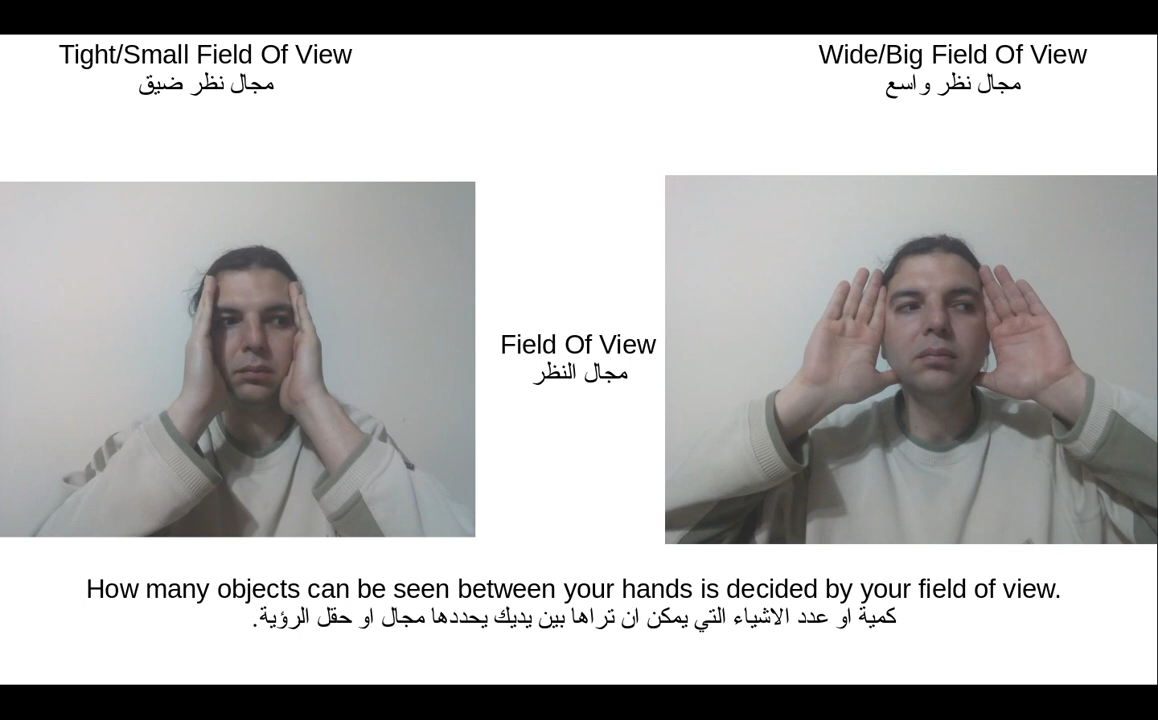 Tight/Small Field Of View
مجال نظر ضيق
Wide/Big Field Of View
مجال نظر واسع
Field Of View
مجال النظر
How many objects can be seen between your hands is decided by your field of view.
كمية او عدد الاشياء التي يمكن ان تراها بين يديك يحددها مجال او حقل الرؤية.